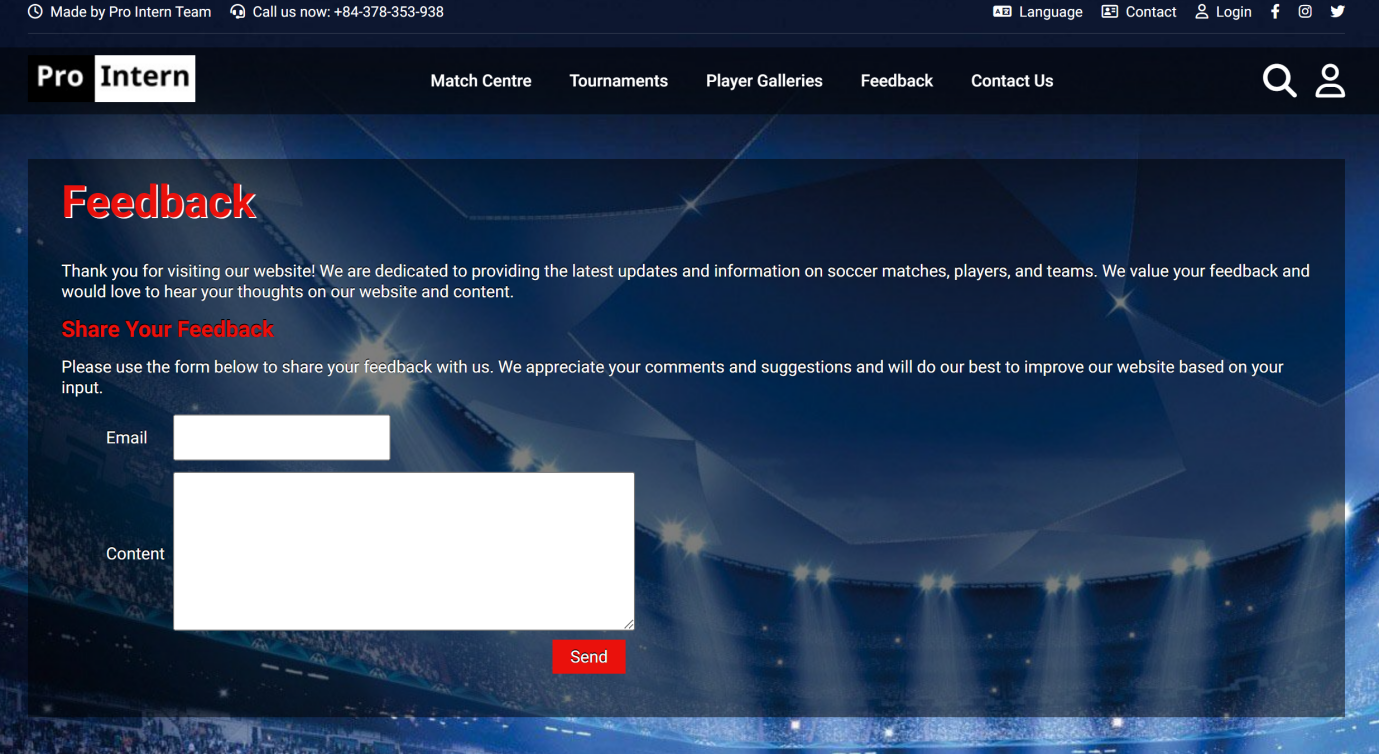 Made by Pro Intern Team Call us now: +84-378-353-938 Language Contact Login
Pro Intern Match Centre Tournaments Player Galleries Feedback Contact Us
Feedback
Thank you for visiting our website! We are dedicated to providing the latest updates and information on soccer matches, players, and teams. We value your feedback and
would love to hear your thoughts on our website and content.
Share Your Feedback
Please use the form below to share your feedback with us. We appreciate your comments and suggestions and will do our best to improve our website based on your
input.
Email
Content
Send